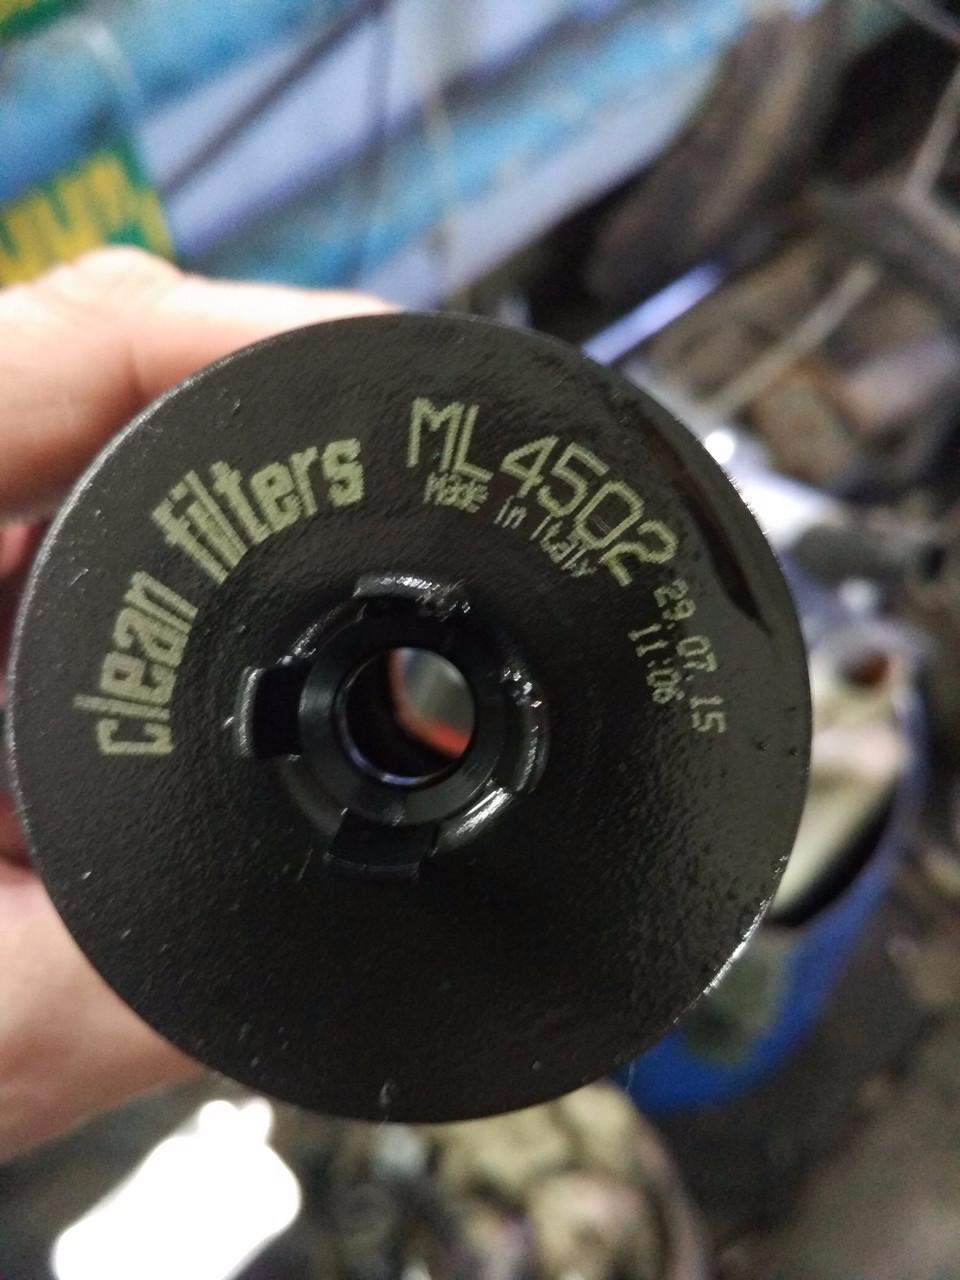 clean filters
ML4502
Made in Italy
29.07.15
11:06